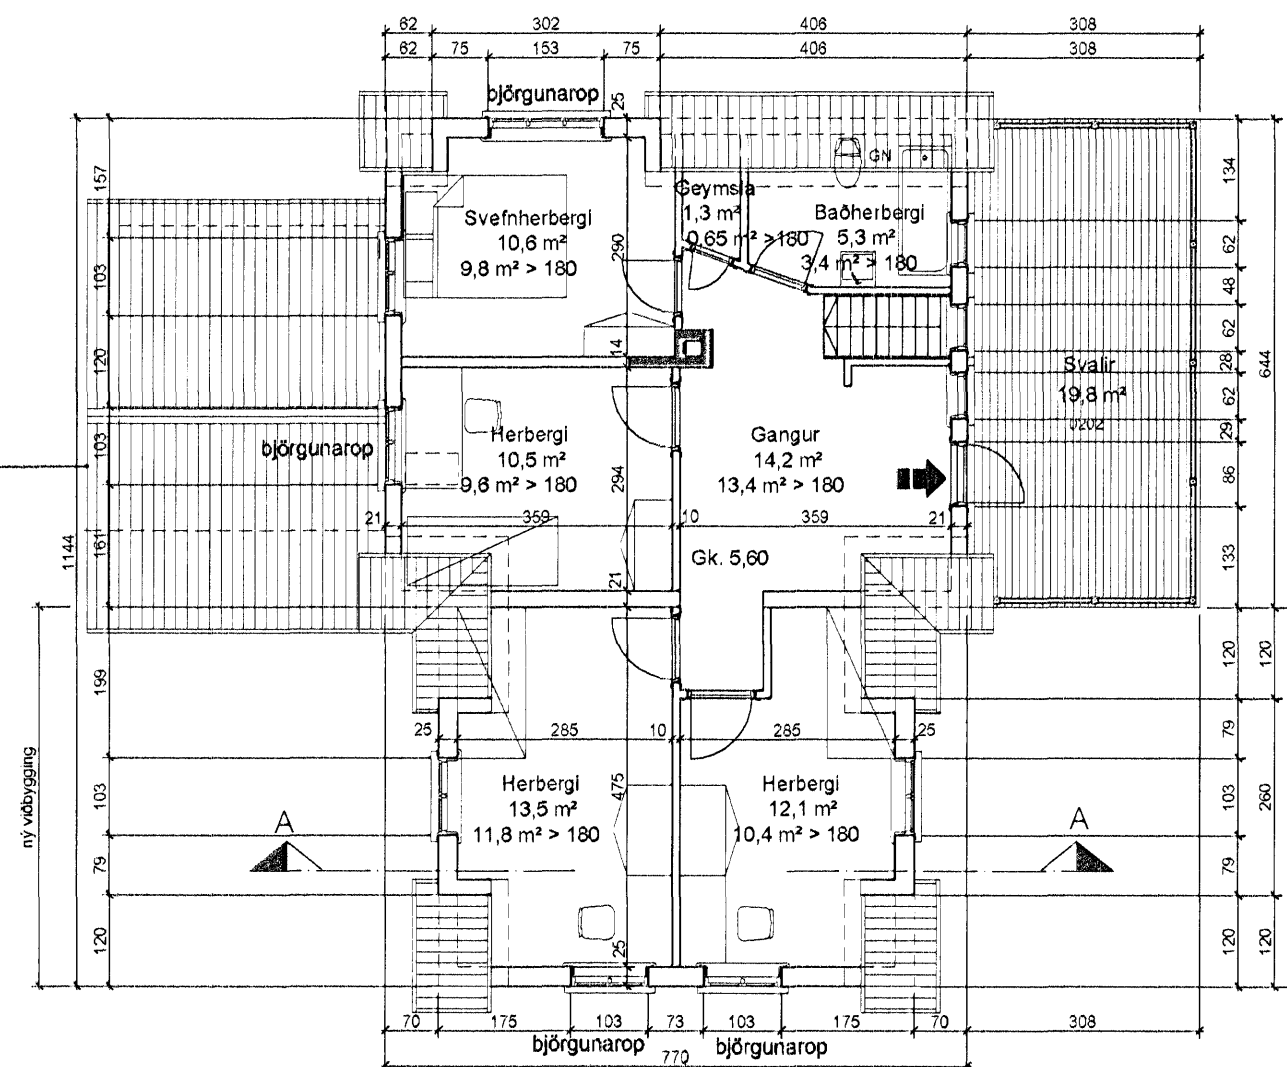 62 302 406 308
62 75 153 75 406 308
björgunarop
25
157
103
120
103
161
199
103
79
120
1144
ný viðbygging
Svefnherbergi
10,6 m²
9,8 m² > 180
290
14
Geymsla
1,3 m²
0,65 m² >180
GN
Baðherbergi
5,3 m²
3,4 m² > 180
Svalir
19,8 m²
0202
134
62
48
62
28
62
29
86
133
644
björgunarop
Herbergi
10,5 m²
9,6 m² > 180
294
Gangur
14,2 m²
13,4 m² > 180
21 359 10 359 21
21
Gk. 5,60
25 285 10 285 25
Herbergi
13,5 m²
11,8 m² > 180
475
Herbergi
12,1 m²
10,4 m² > 180
A
A
25
120
79
103
79
120
120
260
120
70 175 103 73 103 175 70 308
björgunarop
björgunarop
770